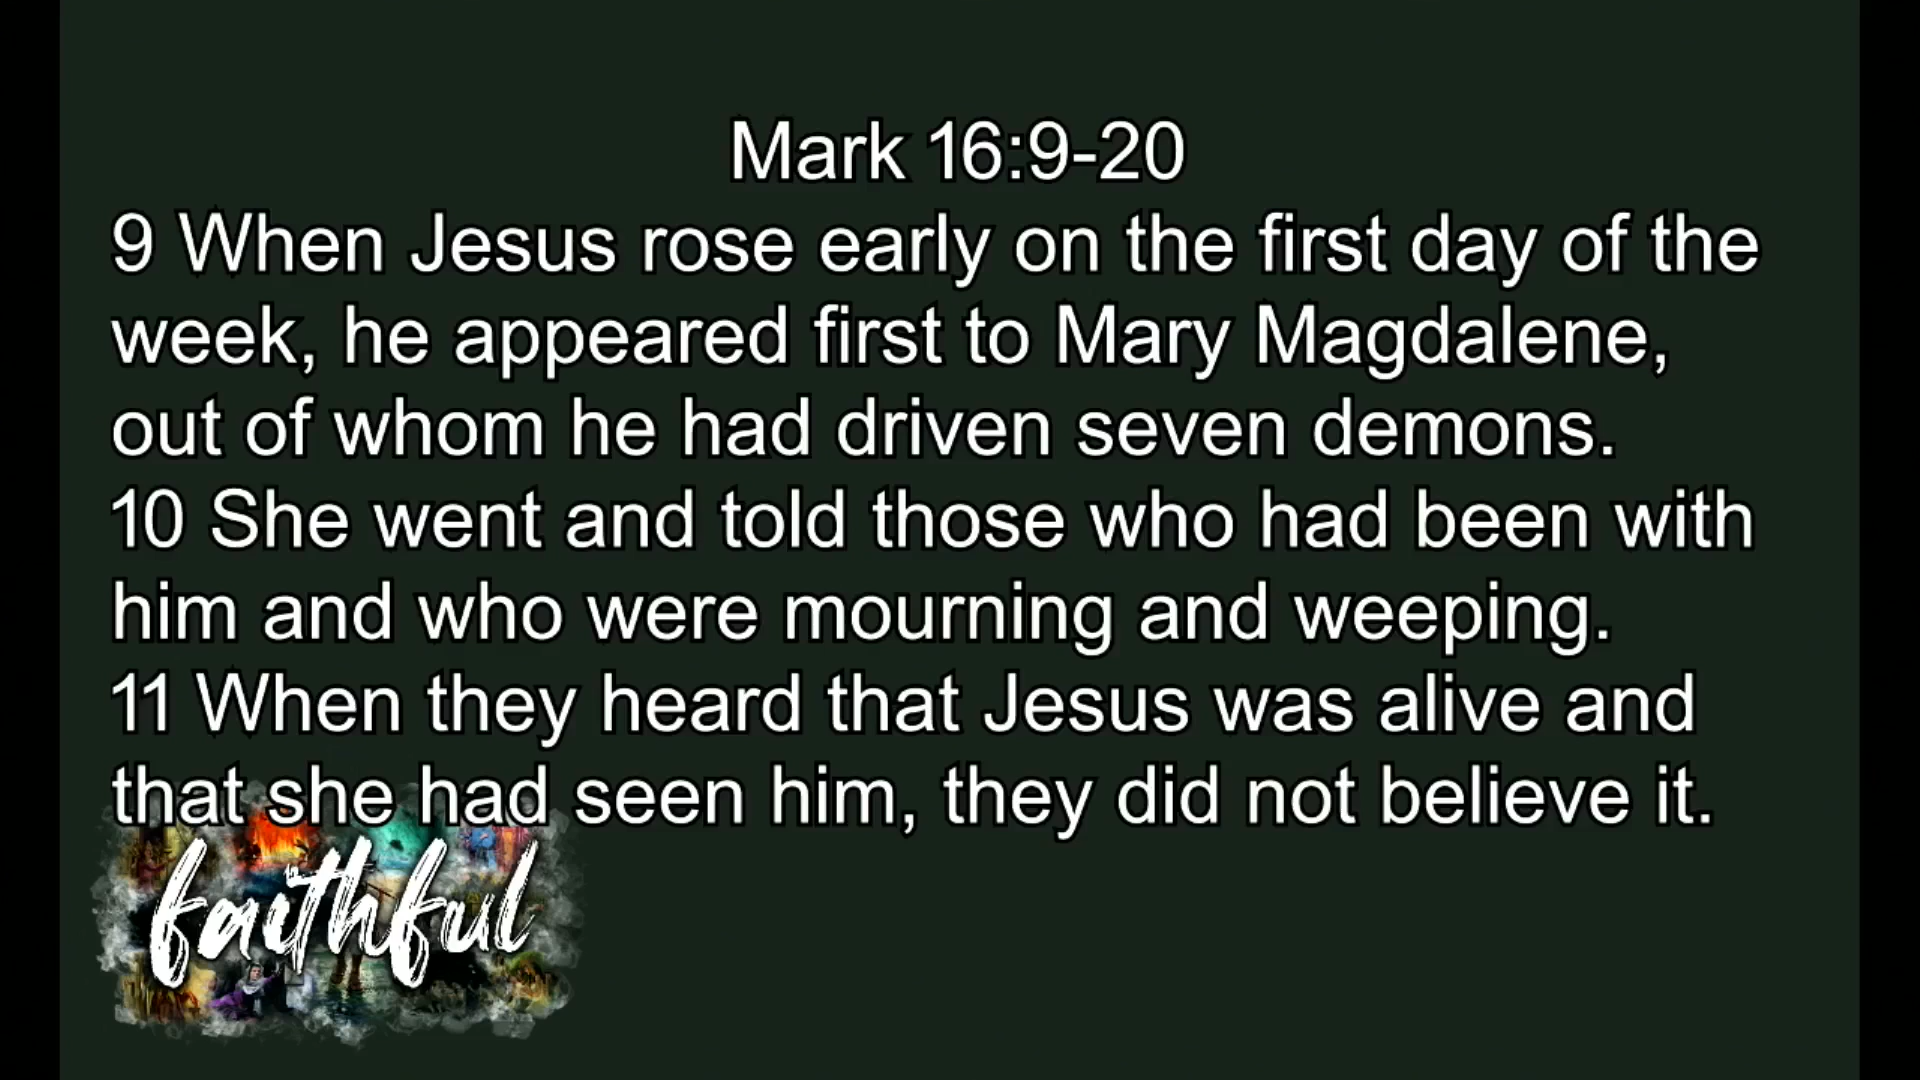 Mark 16:9-20
9 When Jesus rose early on the first day of the
week, he appeared first to Mary Magdalene,
out of whom he had driven seven demons.
10 She went and told those who had been with
him and who were mourning and weeping.
11 When they heard that Jesus was alive and
that she had seen him, they did not believe it.
faithful